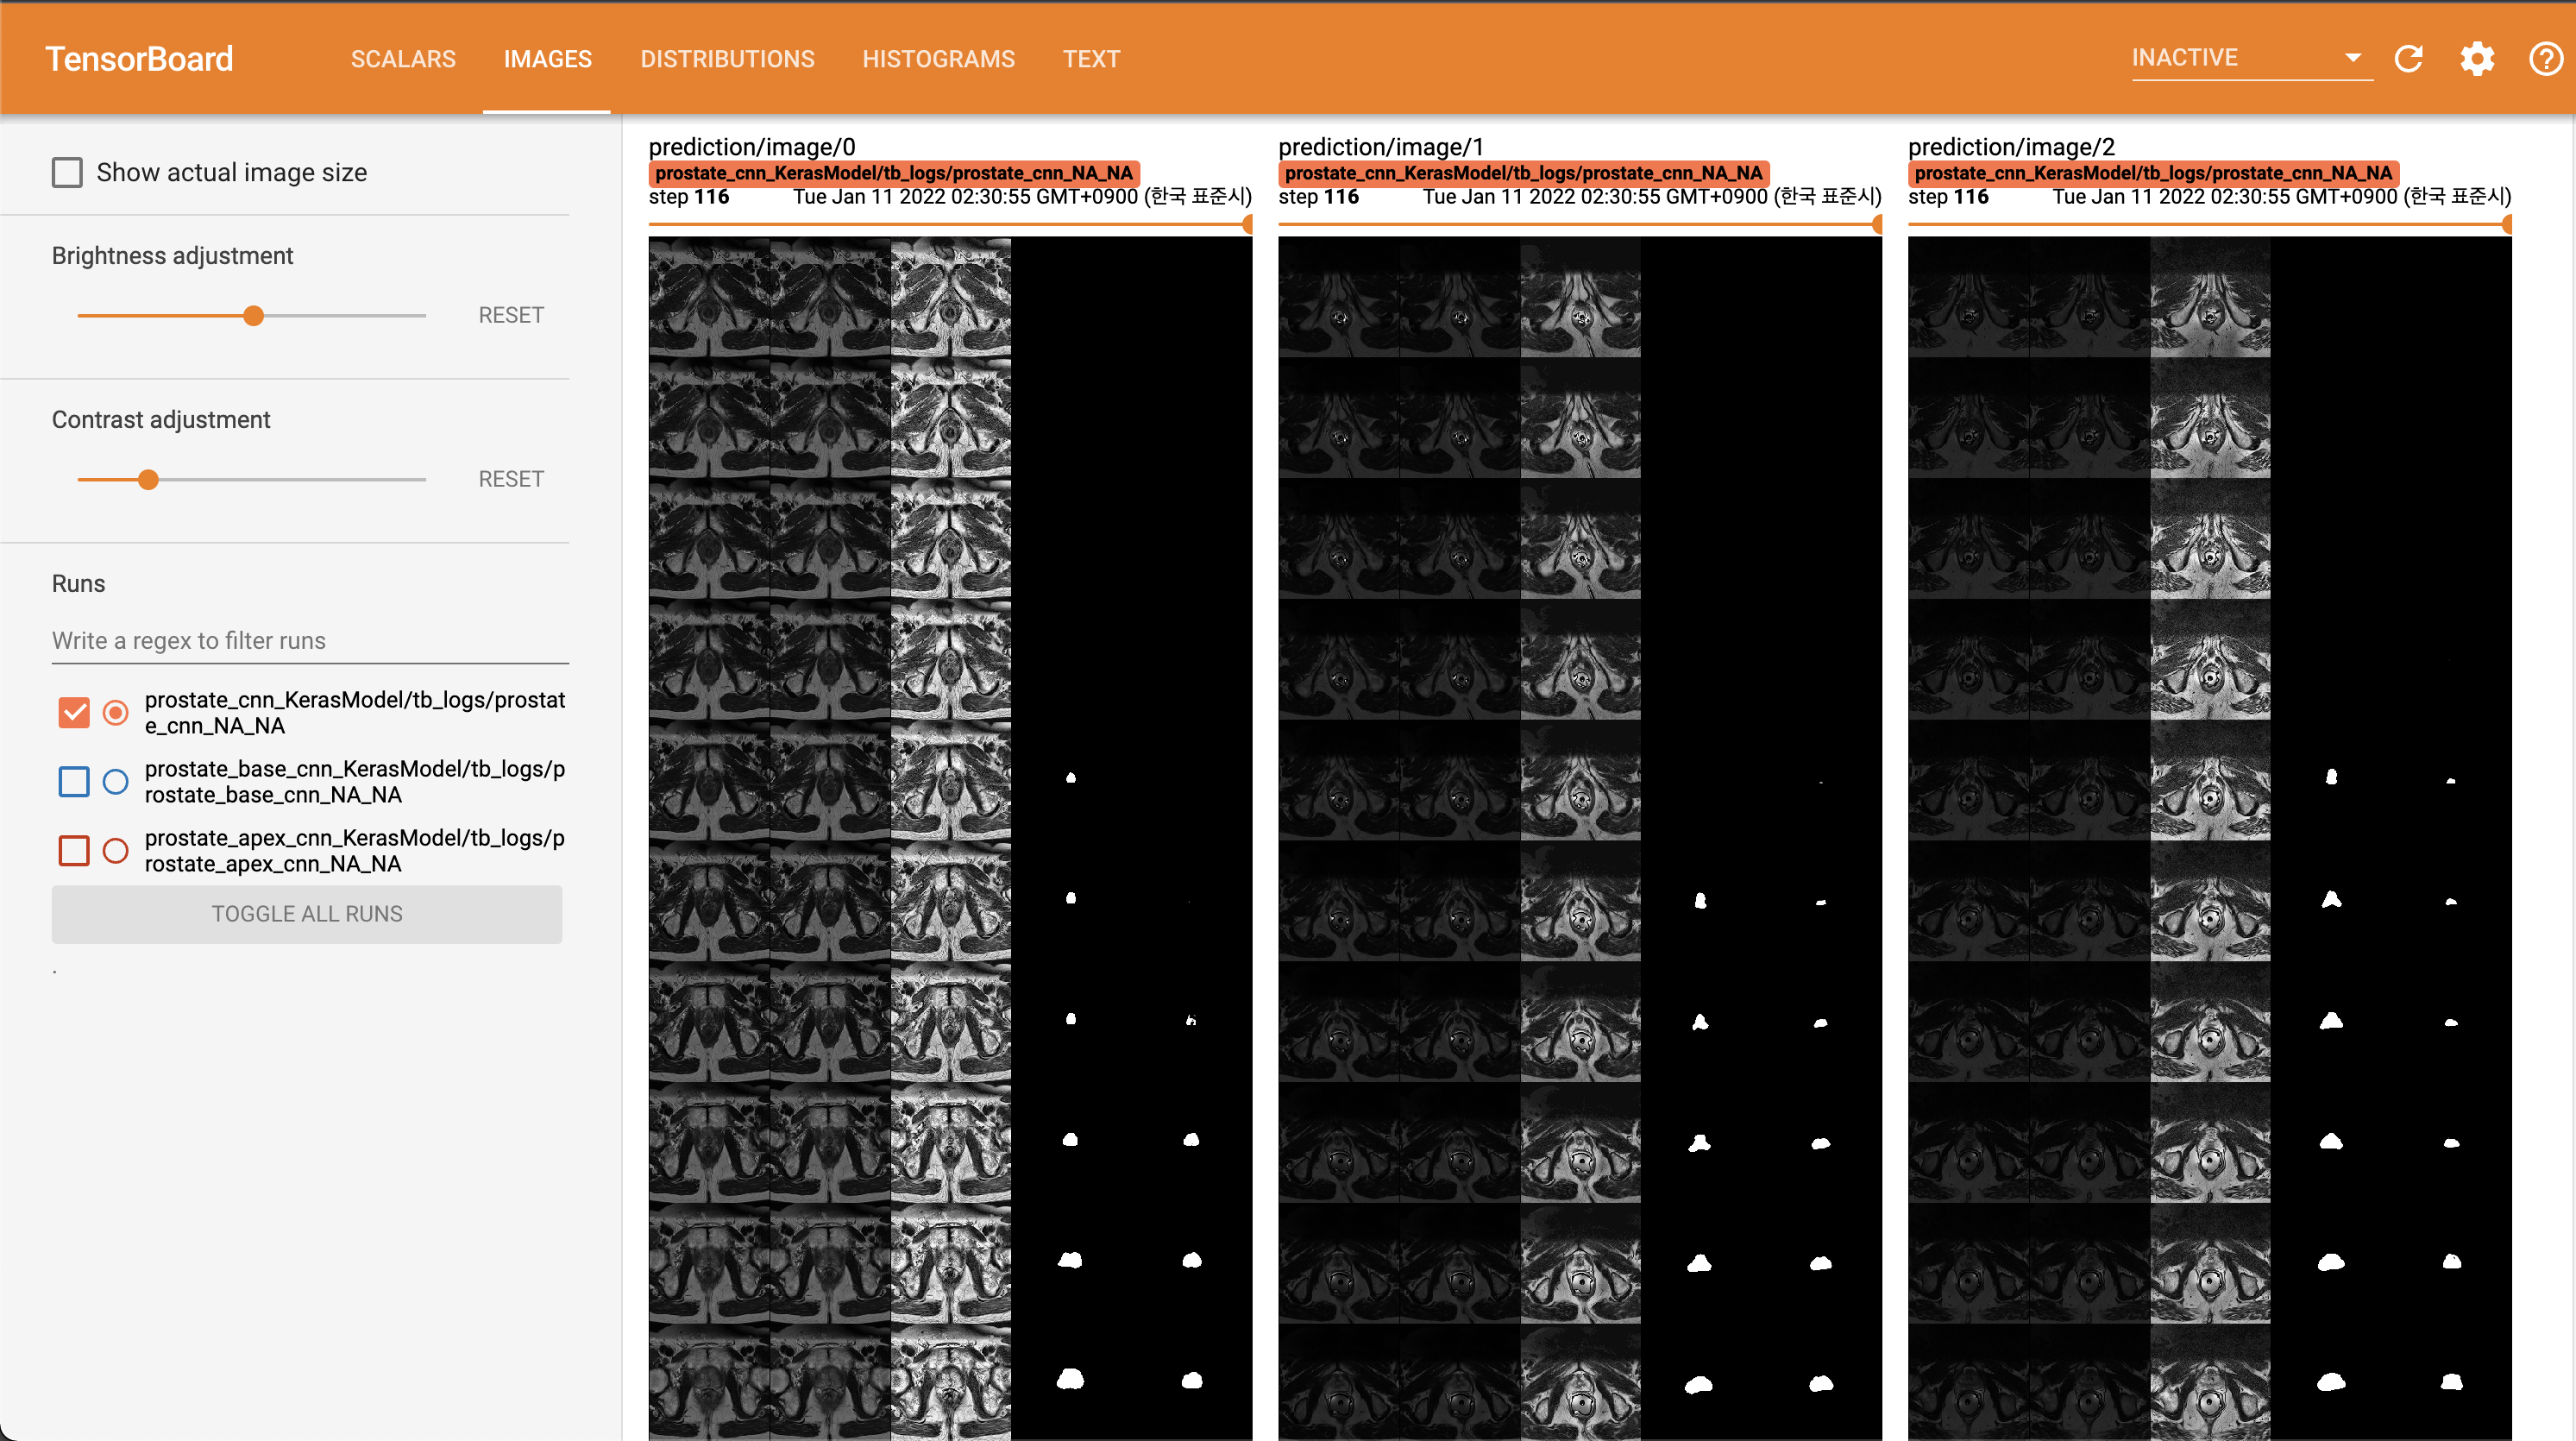 TensorBoard
SCALARS
IMAGES
DISTRIBUTIONS
HISTOGRAMS
TEXT
INACTIVE
Show actual image size
Brightness adjustment
RESET
Contrast adjustment
RESET
Runs
Write a regex to filter runs
prostate_cnn_KerasModel/tb_logs/prostat
e_cnn_NA_NA
prostate_base_cnn_KerasModel/tb_logs/p
rostate_base_cnn_NA_NA
prostate_apex_cnn_KerasModel/tb_logs/p
rostate_apex_cnn_NA_NA
TOGGLE ALL RUNS
.
prediction/image/0
prostate_cnn_KerasModel/tb_logs/prostate_cnn_NA_NA
step 116 Tue Jan 11 2022 02:30:55 GMT+0900 (한국 표준시)
prediction/image/1
prostate_cnn_KerasModel/tb_logs/prostate_cnn_NA_NA
step 116 Tue Jan 11 2022 02:30:55 GMT+0900 (한국 표준시)
prediction/image/2
prostate_cnn_KerasModel/tb_logs/prostate_cnn_NA_NA
step 116 Tue Jan 11 2022 02:30:55 GMT+0900 (한국 표준시)